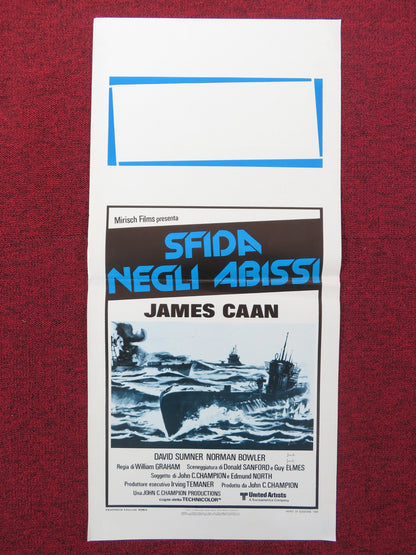 Mirisch Films presenta
SFIDA
NEGLI ABISSI
JAMES CAAN
DAVID SUMNER NORMAN BOWLER
Regia di William GRAHAM Sceneggiatura di Donald SANFORD e Guy ELMES
Soggetto di John C. CHAMPION e Edmund NORTH
Produttore esecutivo Irving TEMANER Prodotto da John C. CHAMPION
Una JOHN C. CHAMPION PRODUCTIONS
TECHNICOLOR®
United Artists
A Transamerica Company